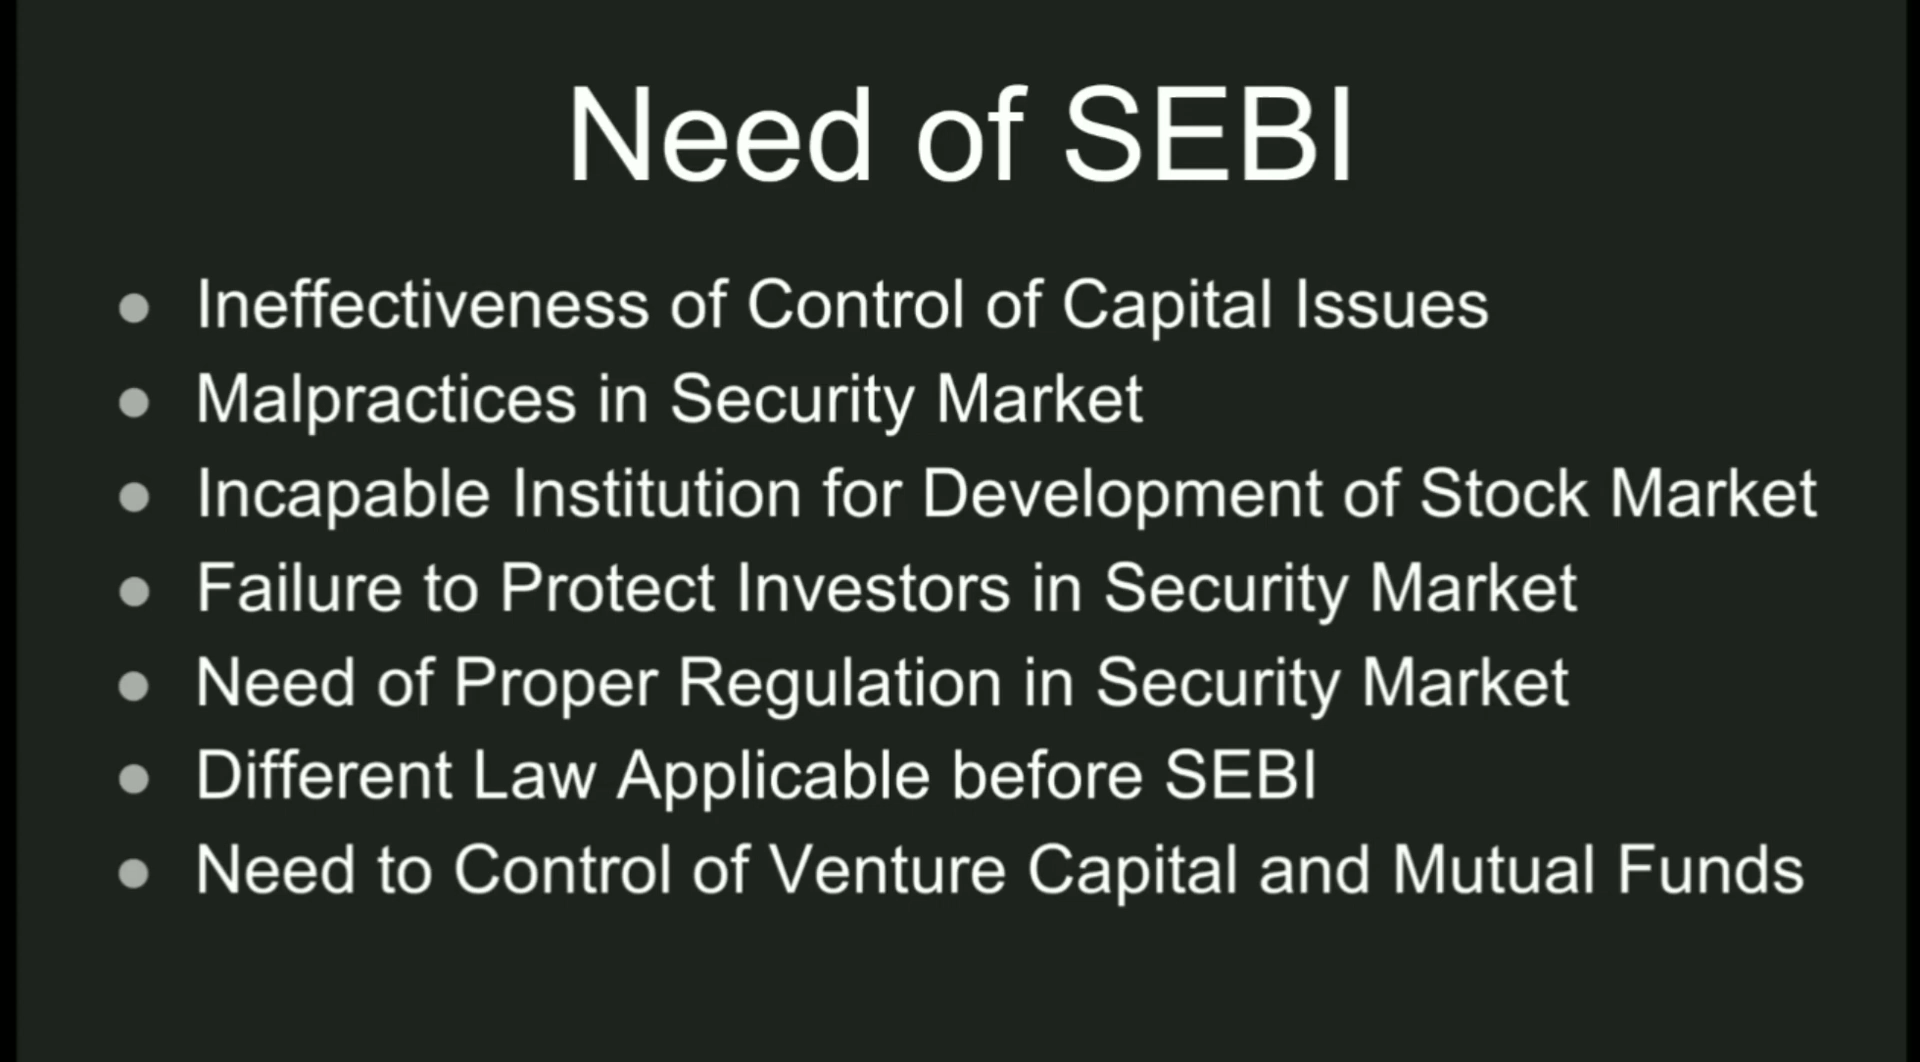 Need of SEBI
● Ineffectiveness of Control of Capital Issues
● Malpractices in Security Market
● Incapable Institution for Development of Stock Market
● Failure to Protect Investors in Security Market
● Need of Proper Regulation in Security Market
● Different Law Applicable before SEBI
● Need to Control of Venture Capital and Mutual Funds